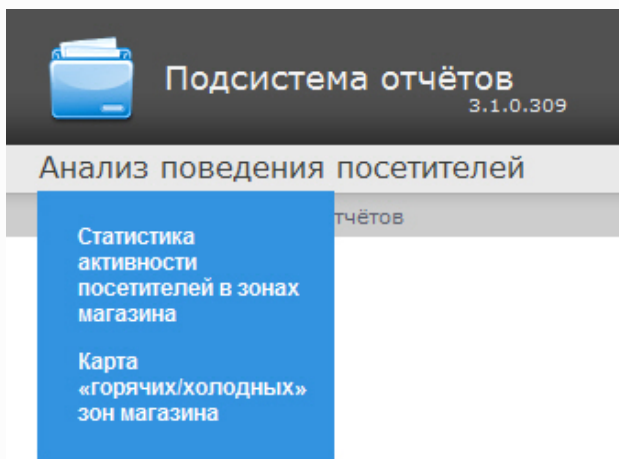 Подсистема отчётов
3.1.0.309
Анализ поведения посетителей
тчётов
Статистика
активности
посетителей в зонах
магазина
Карта
«горячих/холодных»
зон магазина